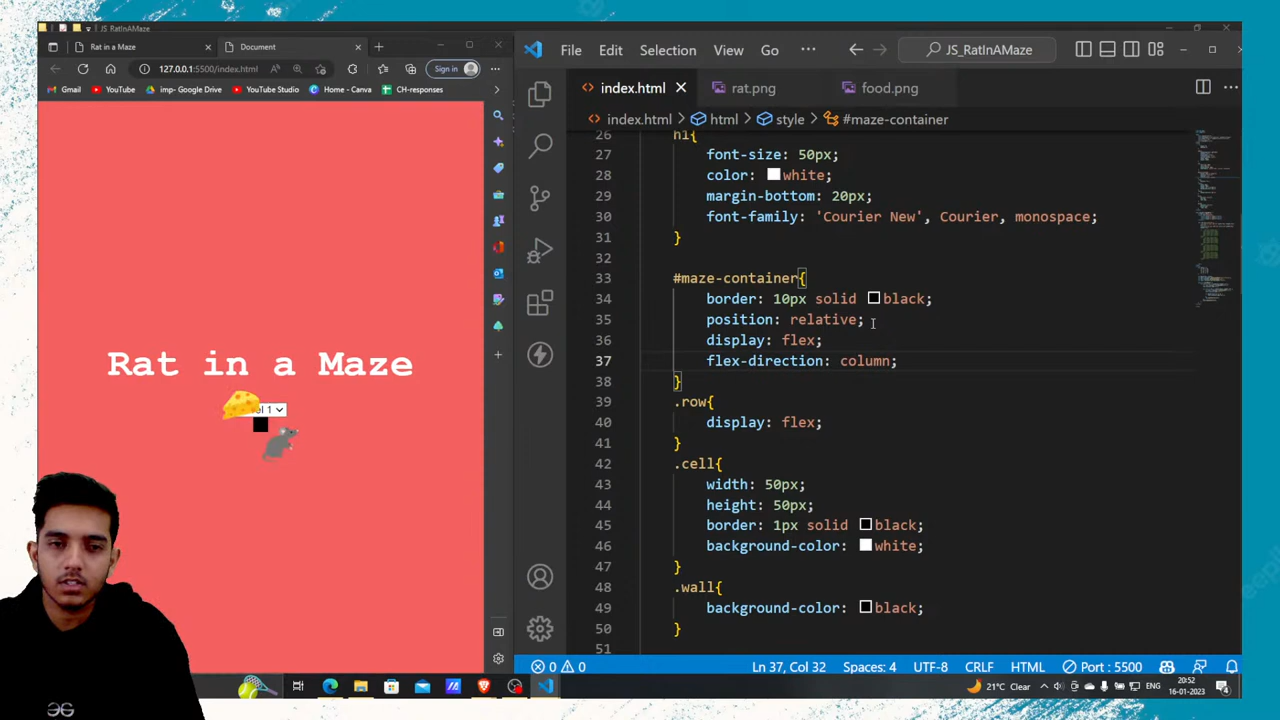 JS_RatInAMaze
Rat in a Maze
Document
127.0.0.1:5500/index.html
Sign in
Gmail
YouTube
imp- Google Drive
YouTube Studio
Home - Canva
CH-responses
Rat in a Maze
el 1
File Edit Selection View Go
JS_RatInAMaze
index.html
rat.png
food.png
index.html > html > style > #maze-container
26 h1{
27 font-size: 50px;
28 color: white;
29 margin-bottom: 20px;
30 font-family: 'Courier New', Courier, monospace;
31 }
32
33 #maze-container{
34 border: 10px solid black;
35 position: relative;
36 display: flex;
37 flex-direction: column;
38 }
39 .row{
40 display: flex;
41 }
42 .cell{
43 width: 50px;
44 height: 50px;
45 border: 1px solid black;
46 background-color: white;
47 }
48 .wall{
49 background-color: black;
50 }
51
0 0
Ln 37, Col 32
Spaces: 4
UTF-8
CRLF
HTML
Port : 5500
21°C Clear
ENG
20:52
16-01-2023
4